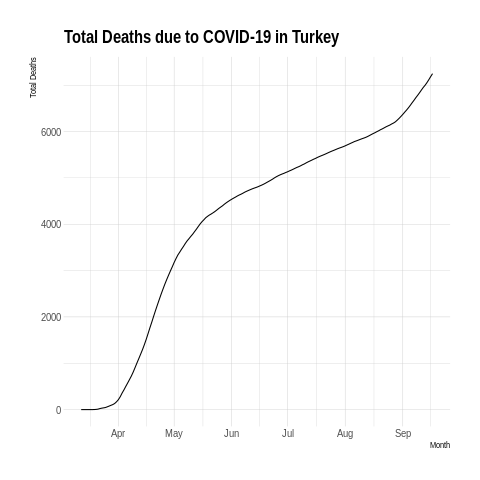 Total Deaths due to COVID-19 in Turkey
Total Deaths
6000
4000
2000
0
Apr May Jun Jul Aug Sep
Month